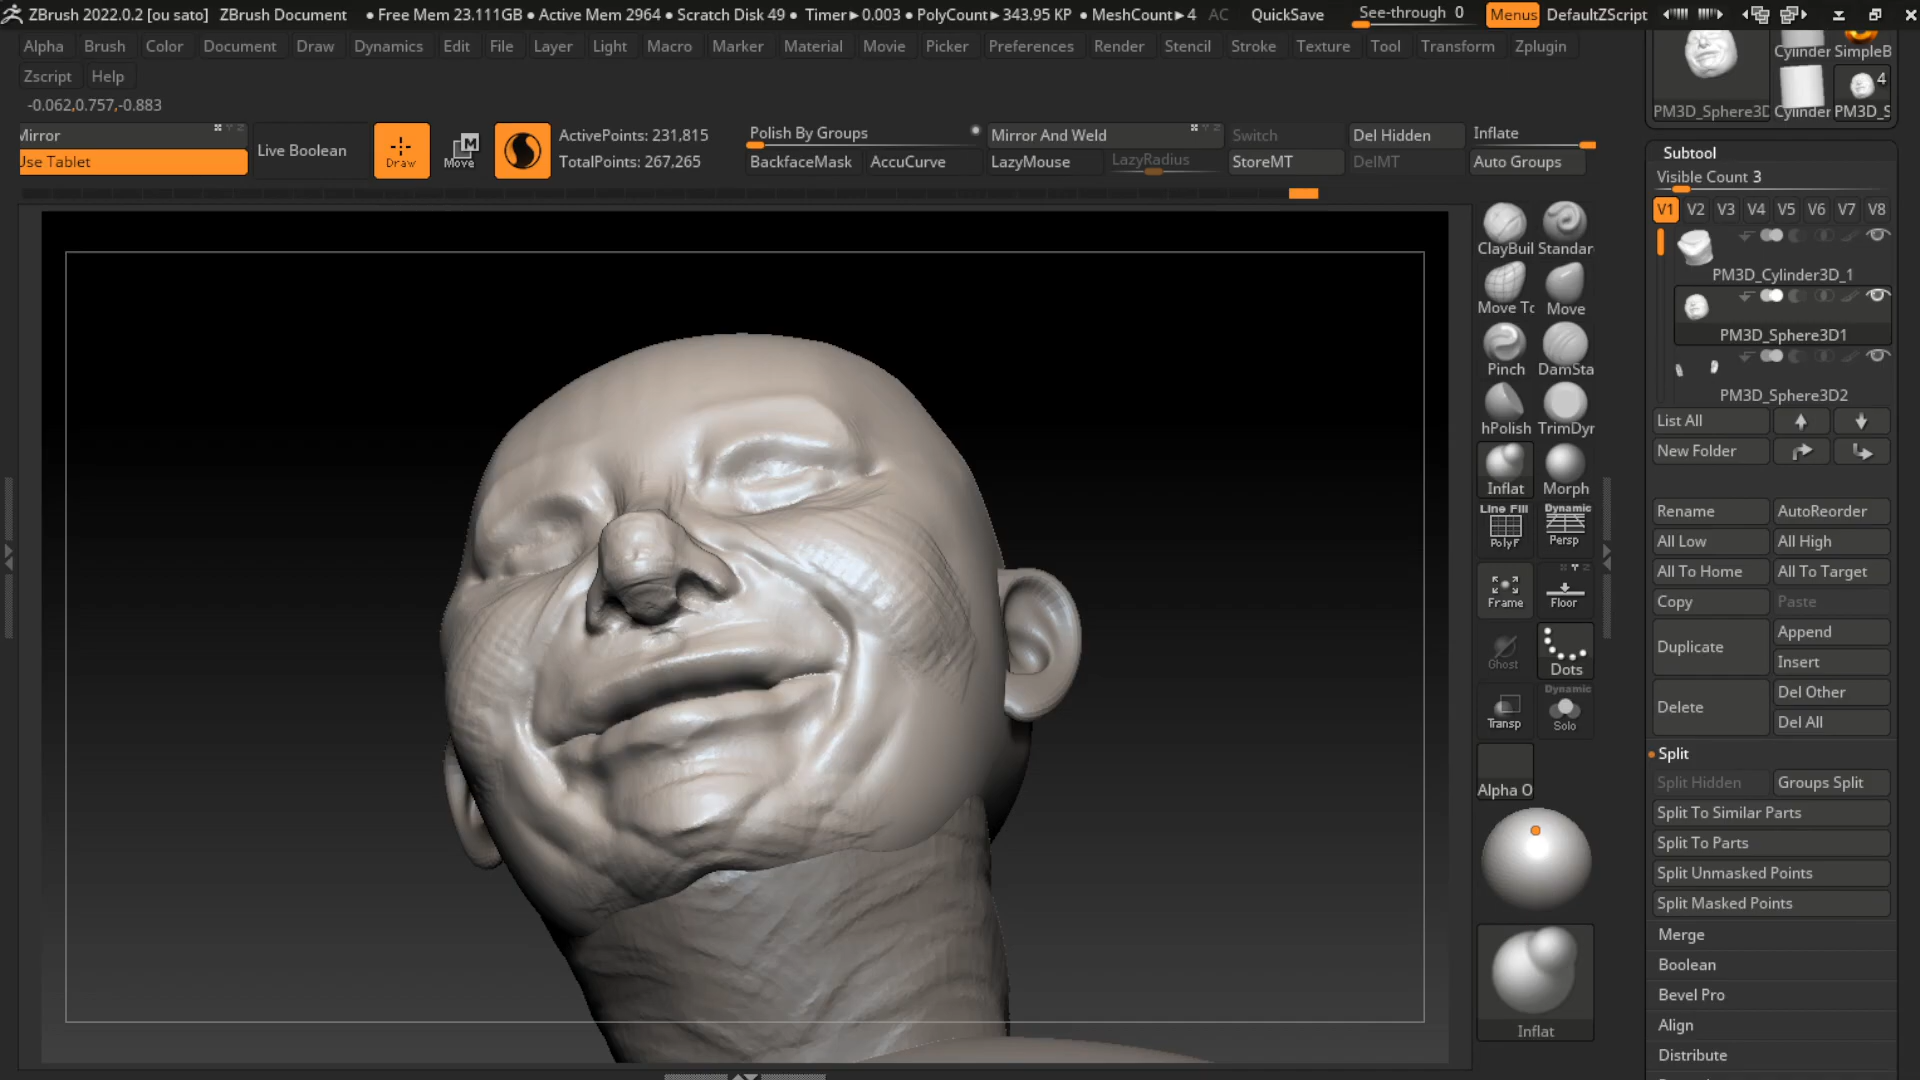 ZBrush 2022.0.2 [ou sato] ZBrush Document • Free Mem 23.111GB • Active Mem 2964 • Scratch Disk 49 • Timer►0.003 • PolyCount►343.95 KP • MeshCount►4 AC QuickSave See-through 0 Menus DefaultZScript
Alpha Brush Color Document Draw Dynamics Edit File Layer Light Macro Marker Material Movie Picker Preferences Render Stencil Stroke Texture Tool Transform Zplugin
Zscript Help
-0.062,0.757,-0.883
Mirror
Use Tablet
Live Boolean
Draw
M
Move
ActivePoints: 231,815
TotalPoints: 267,265
Polish By Groups
BackfaceMask AccuCurve
Mirror And Weld
LazyMouse LazyRadius
Switch Del Hidden Inflate
StoreMT DelMT Auto Groups
ClayBuil Standar
Move To Move
Pinch DamSta
hPolish TrimDyr
Inflat Morph
Line Fill Dynamic
PolyF Persp
Frame Floor
Ghost Dots
Dynamic
Transp Solo
Alpha O
Inflat
Cylinder SimpleB
4
PM3D_Sphere3D Cylinder PM3D_S
Subtool
Visible Count 3
V1 V2 V3 V4 V5 V6 V7 V8
PM3D_Cylinder3D_1
PM3D_Sphere3D1
PM3D_Sphere3D2
List All
New Folder
Rename AutoReorder
All Low All High
All To Home All To Target
Copy Paste
Duplicate Append
Insert
Delete Del Other
Del All
Split
Split Hidden Groups Split
Split To Similar Parts
Split To Parts
Split Unmasked Points
Split Masked Points
Merge
Boolean
Bevel Pro
Align
Distribute